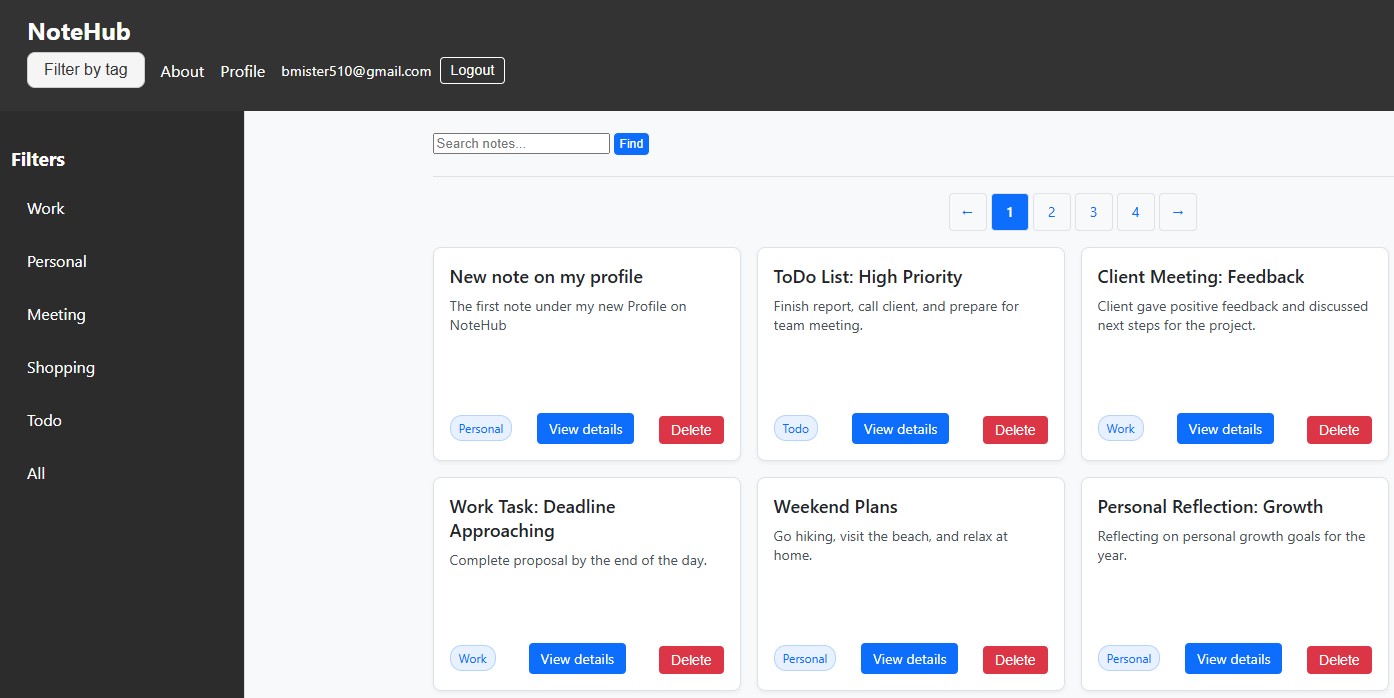 NoteHub
Filter by tag About Profile bmister510@gmail.com Logout
Filters
Work
Personal
Meeting
Shopping
Todo
All
Search notes... Find
← 1 2 3 4 →
New note on my profile
The first note under my new Profile on
NoteHub
Personal View details Delete
ToDo List: High Priority
Finish report, call client, and prepare for
team meeting.
Todo View details Delete
Client Meeting: Feedback
Client gave positive feedback and discussed
next steps for the project.
Work View details Delete
Work Task: Deadline
Approaching
Complete proposal by the end of the day.
Work View details Delete
Weekend Plans
Go hiking, visit the beach, and relax at
home.
Personal View details Delete
Personal Reflection: Growth
Reflecting on personal growth goals for the
year.
Personal View details Delete